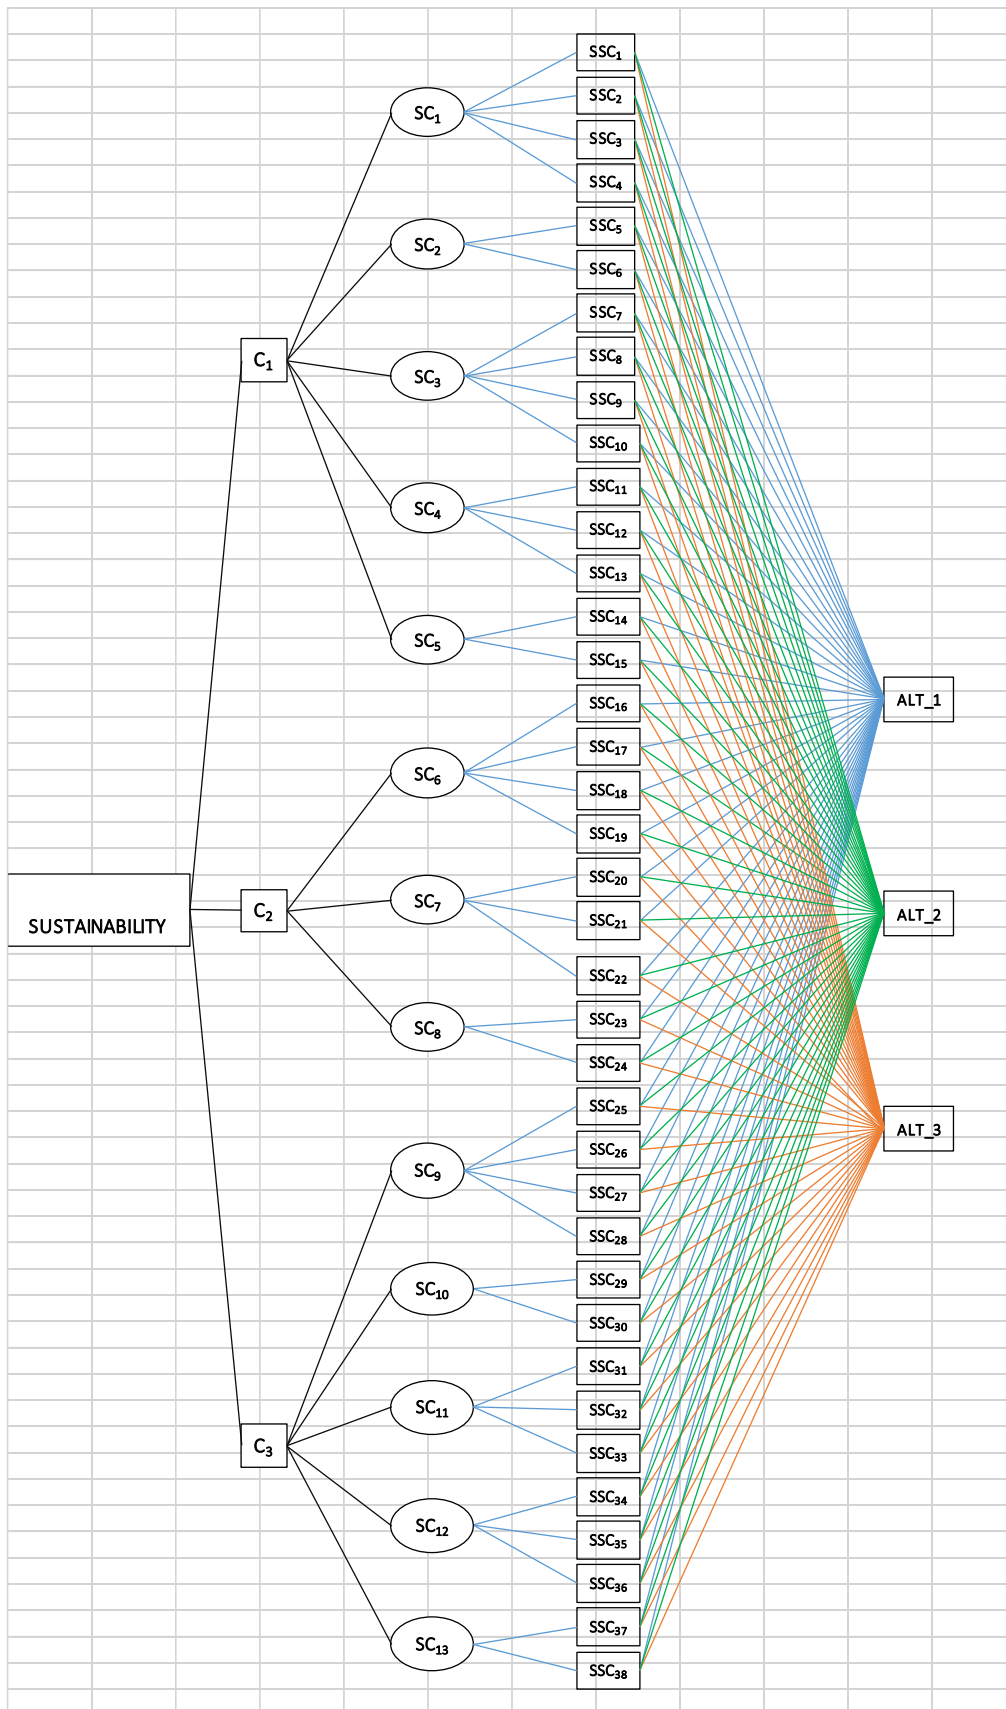 SUSTAINABILITY
C₁
C₂
C₃
SC₁
SC₂
SC₃
SC₄
SC₅
SC₆
SC₇
SC₈
SC₉
SC₁₀
SC₁₁
SC₁₂
SC₁₃
SSC₁
SSC₂
SSC₃
SSC₄
SSC₅
SSC₆
SSC₇
SSC₈
SSC₉
SSC₁₀
SSC₁₁
SSC₁₂
SSC₁₃
SSC₁₄
SSC₁₅
SSC₁₆
SSC₁₇
SSC₁₈
SSC₁₉
SSC₂₀
SSC₂₁
SSC₂₂
SSC₂₃
SSC₂₄
SSC₂₅
SSC₂₆
SSC₂₇
SSC₂₈
SSC₂₉
SSC₃₀
SSC₃₁
SSC₃₂
SSC₃₃
SSC₃₄
SSC₃₅
SSC₃₆
SSC₃₇
SSC₃₈
ALT_1
ALT_2
ALT_3